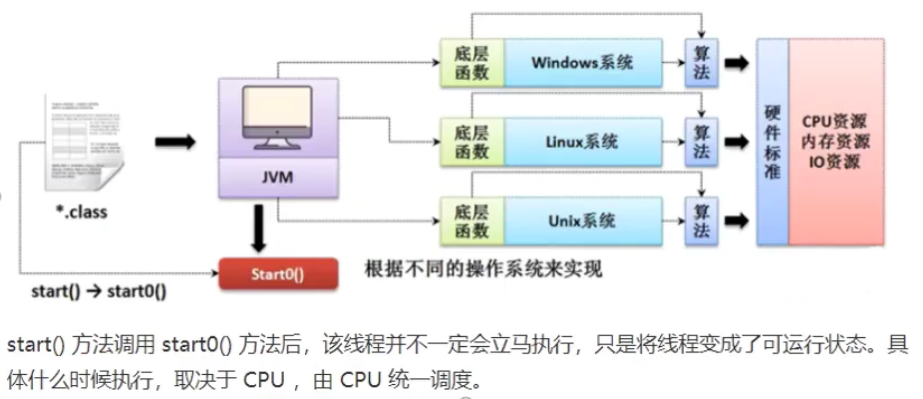 底层
函数
Windows系统
算
法
*.class
JVM
底层
函数
Linux系统
算
法
底层
函数
Unix系统
算
法
硬
件
标
准
CPU资源
内存资源
IO资源
start() → start0()
Start0()
根据不同的操作系统来实现
start() 方法调用 start0() 方法后，该线程并不一定会立马执行，只是将线程变成了可运行状态。具
体什么时候执行，取决于 CPU ，由 CPU 统一调度。